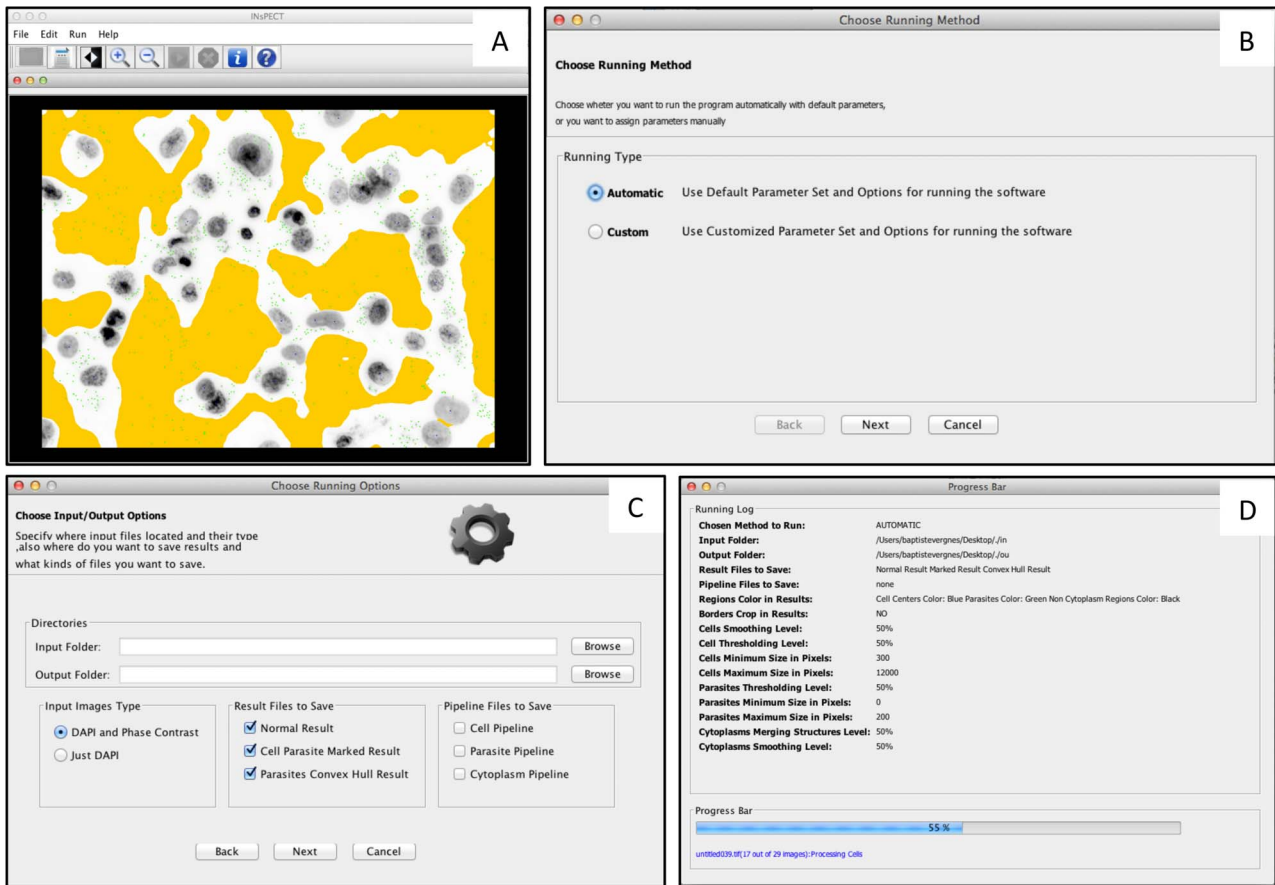 INsPECT
File Edit Run Help
A
Choose Running Method
B
Choose Running Method
Choose wheter you want to run the program automatically with default parameters,
or you want to assign parameters manually
Running Type
Automatic Use Default Parameter Set and Options for running the software
Custom Use Customized Parameter Set and Options for running the software
Back Next Cancel
Choose Running Options
C
Choose Input/Output Options
Specify where input files located and their type
,also where do you want to save results and
what kinds of files you want to save.
Directories
Input Folder: Browse
Output Folder: Browse
Input Images Type
DAPI and Phase Contrast
Just DAPI
Result Files to Save
Normal Result
Cell Parasite Marked Result
Parasites Convex Hull Result
Pipeline Files to Save
Cell Pipeline
Parasite Pipeline
Cytoplasm Pipeline
Back Next Cancel
Progress Bar
D
Running Log
Chosen Method to Run: AUTOMATIC
Input Folder: /Users/baptistevergnes/Desktop/./in
Output Folder: /Users/baptistevergnes/Desktop/./ou
Result Files to Save: Normal Result Marked Result Convex Hull Result
Pipeline Files to Save: none
Regions Color in Results: Cell Centers Color: Blue Parasites Color: Green Non Cytoplasm Regions Color: Black
Borders Crop in Results: NO
Cells Smoothing Level: 50%
Cell Thresholding Level: 50%
Cells Minimum Size in Pixels: 300
Cells Maximum Size in Pixels: 12000
Parasites Thresholding Level: 50%
Parasites Minimum Size in Pixels: 0
Parasites Maximum Size in Pixels: 200
Cytoplasms Merging Structures Level: 50%
Cytoplasms Smoothing Level: 50%
Progress Bar
55 %
untitled039.tif(17 out of 29 images):Processing Cells